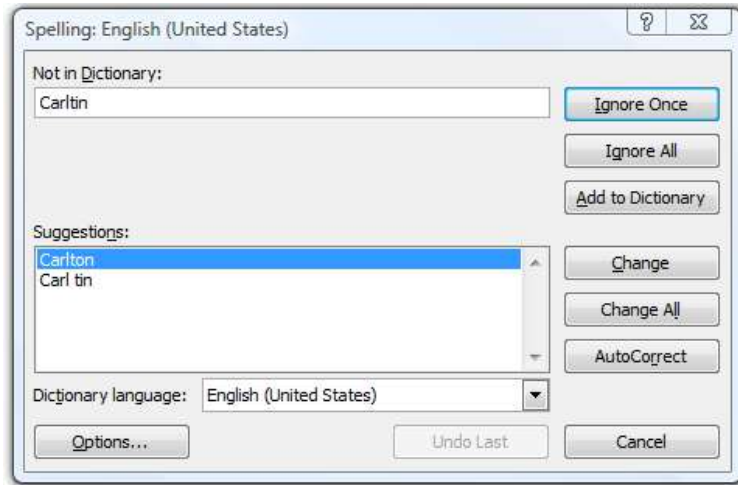 Spelling: English (United States)
Not in Dictionary:
Carltin
Ignore Once
Ignore All
Add to Dictionary
Suggestions:
Carlton
Carl tin
Change
Change All
AutoCorrect
Dictionary language: English (United States)
Options... Undo Last Cancel